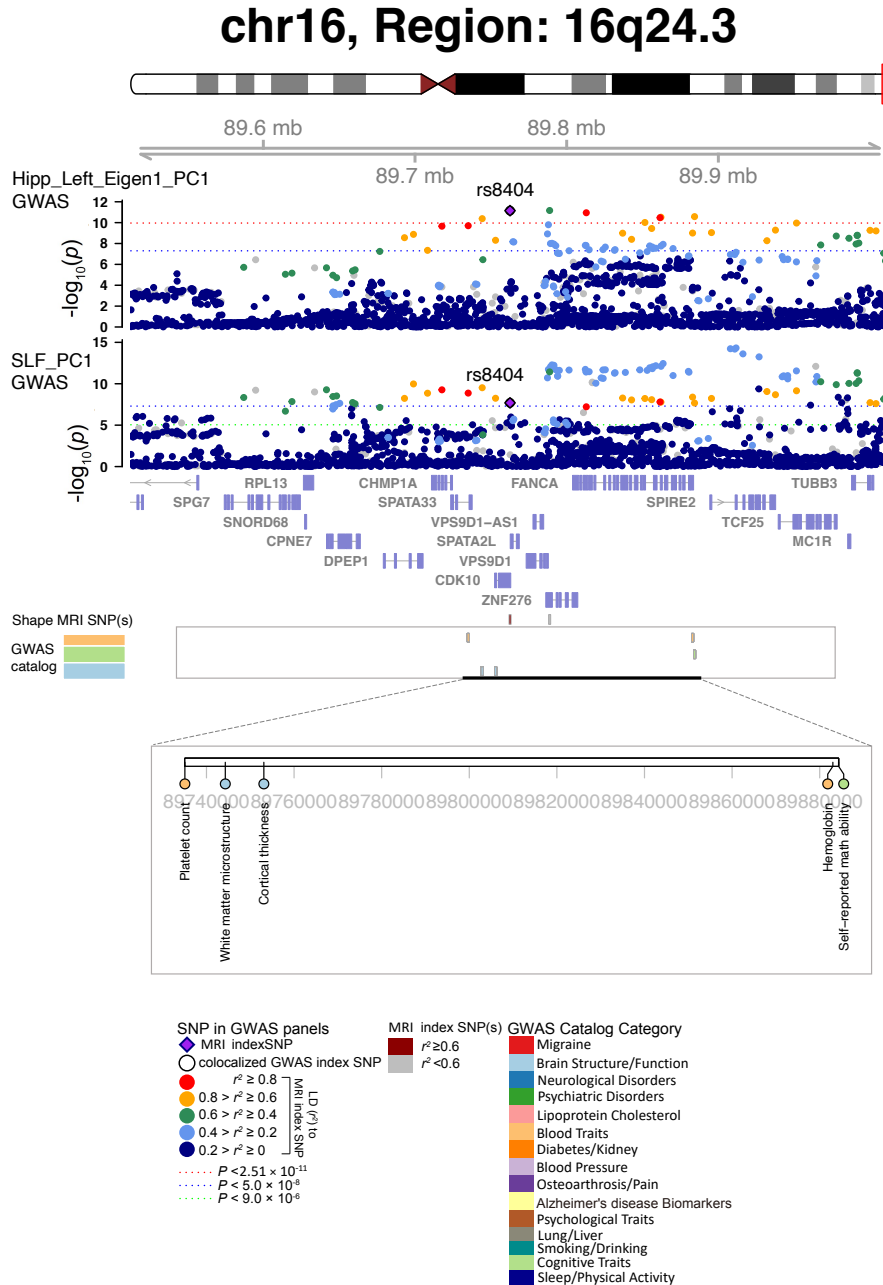 chr16, Region: 16q24.3
89.6 mb 89.8 mb
89.7 mb 89.9 mb
Hipp_Left_Eigen1_PC1
GWAS
rs8404
12
10
8
6
4
2
0
-log10(p)
SLF_PC1
GWAS
rs8404
15
10
5
0
-log10(p)
RPL13 CHMP1A FANCA TUBB3
SPG7 SPATA33 SPIRE2
SNORD68 VPS9D1-AS1 TCF25
CPNE7 SPATA2L MC1R
DPEP1 VPS9D1
CDK10
ZNF276
Shape MRI SNP(s)
GWAS
catalog
89740000 89760000 89780000 89800000 89820000 89840000 89860000 89880000
Platelet count
White matter microstructure
Cortical thickness
Hemoglobin
Self-reported math ability
SNP in GWAS panels
MRI indexSNP
colocalized GWAS index SNP
r² ≥ 0.8
0.8 > r² ≥ 0.6
0.6 > r² ≥ 0.4
0.4 > r² ≥ 0.2
0.2 > r² ≥ 0
LD (r²) to
MRI index SNP
P <2.51 × 10⁻¹¹
P < 5.0 × 10⁻⁸
P < 9.0 × 10⁻⁶
MRI index SNP(s)
r²≥0.6
r²<0.6
GWAS Catalog Category
Migraine
Brain Structure/Function
Neurological Disorders
Psychiatric Disorders
Lipoprotein Cholesterol
Blood Traits
Diabetes/Kidney
Blood Pressure
Osteoarthrosis/Pain
Alzheimer's disease Biomarkers
Psychological Traits
Lung/Liver
Smoking/Drinking
Cognitive Traits
Sleep/Physical Activity